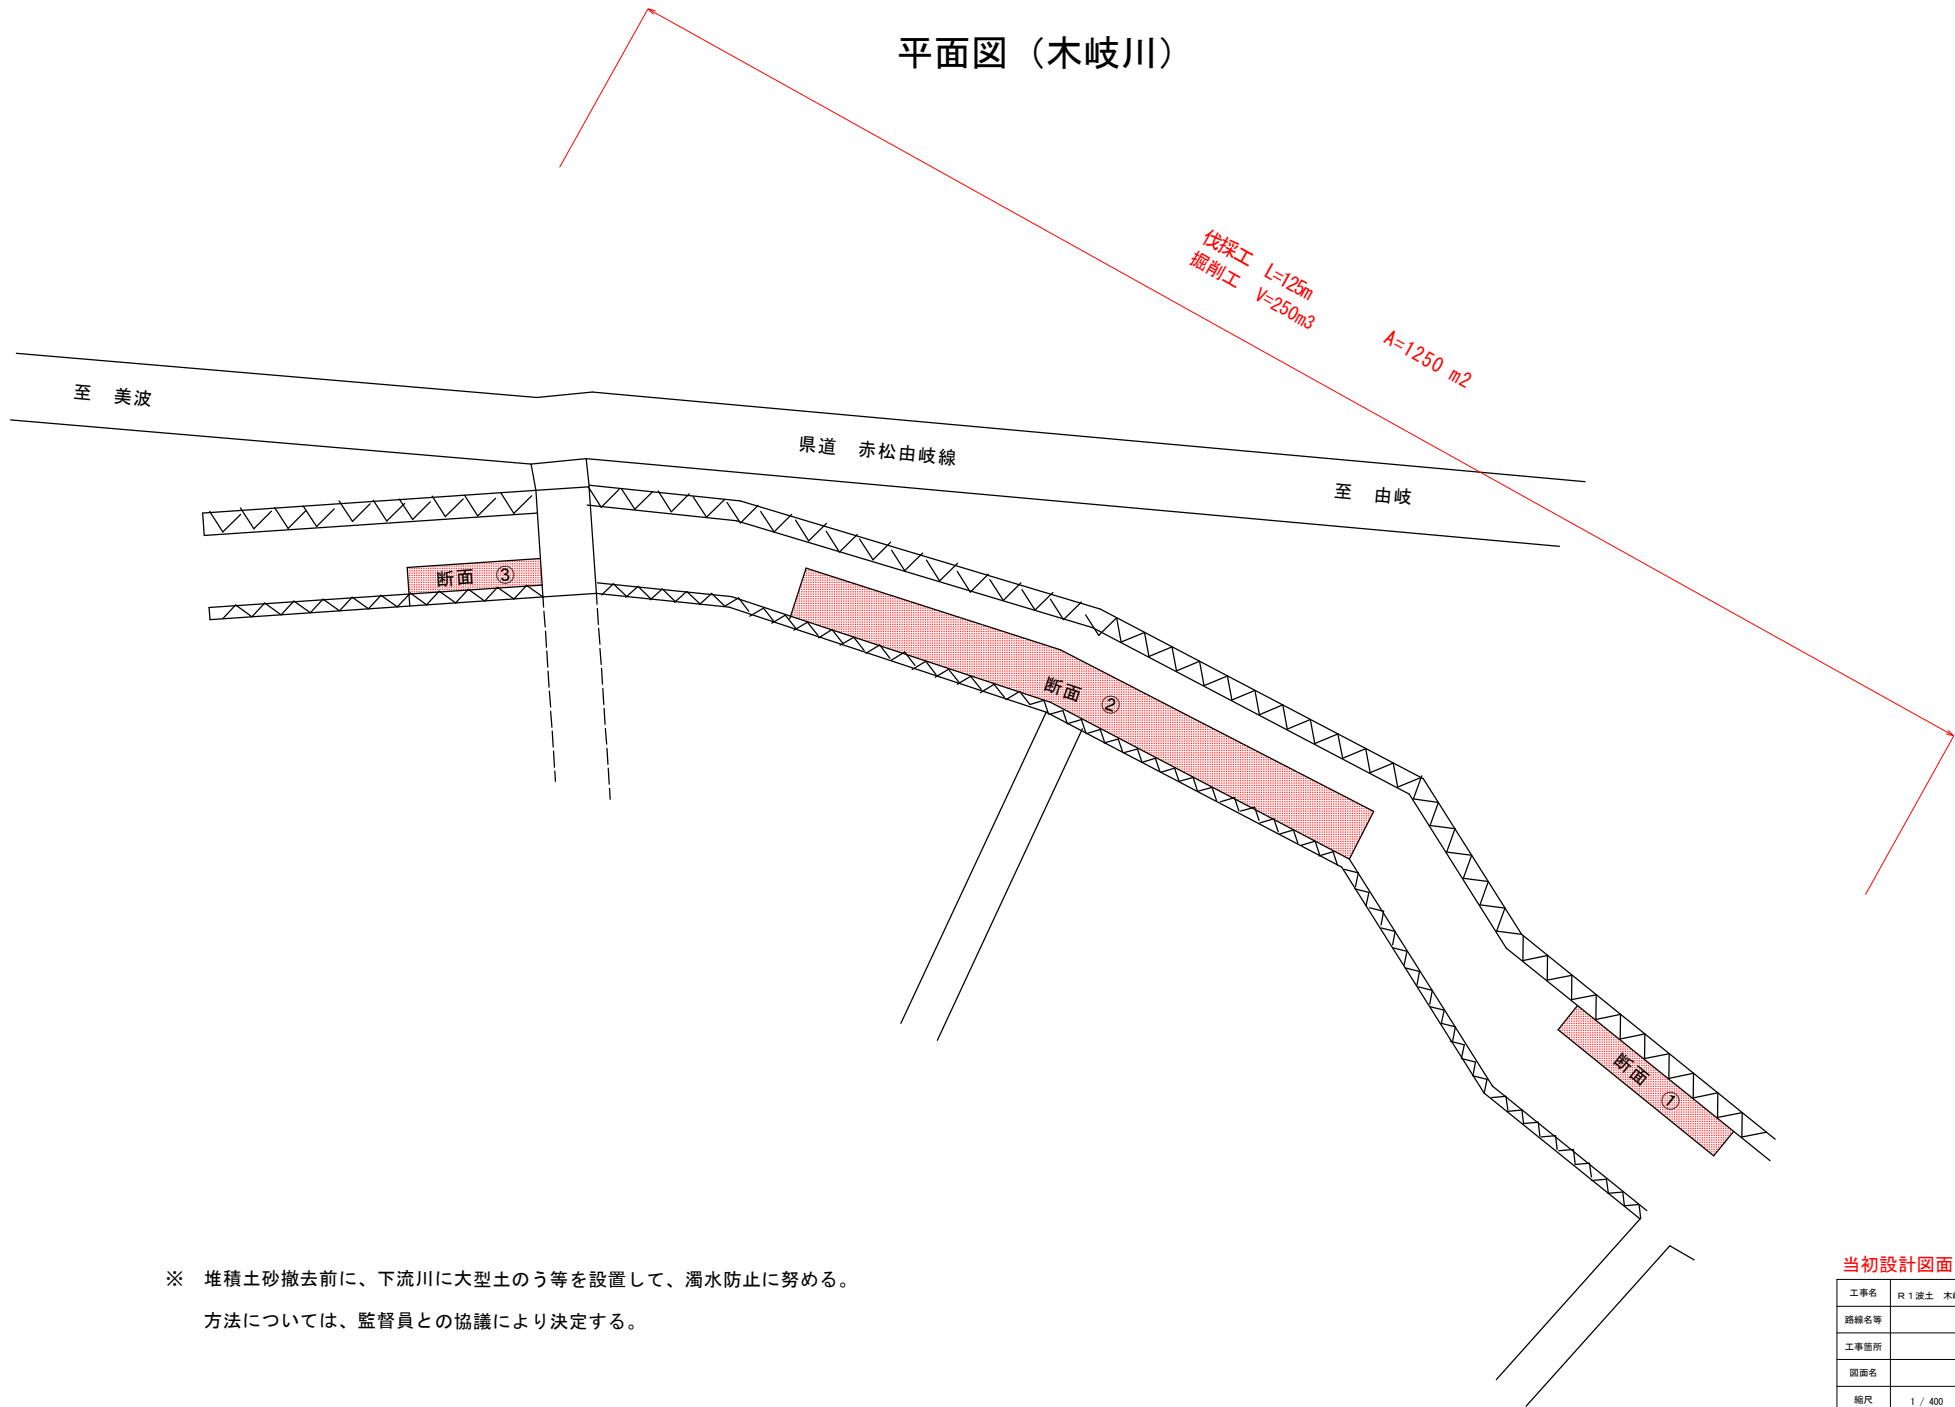 平面図（木岐川）
伐採工　L=125m
掘削工　V=250m3
A=1250 m2
至　美波
県道　赤松由岐線
至　由岐
断面　③
断面　②
断面　①
※　堆積土砂撤去前に、下流川に大型土のう等を設置して、濁水防止に努める。
方法については、監督員との協議により決定する。
当初設計図面
工事名　R1波土　木
路線名等
工事箇所
図面名
縮尺　1 / 400